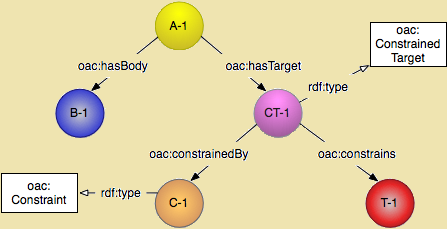 A-1
oac:
Constrained
Target
oac:hasBody
oac:hasTarget
rdf:type
B-1
CT-1
oac:constrainedBy
oac:constrains
oac:
Constraint
rdf:type
C-1
T-1